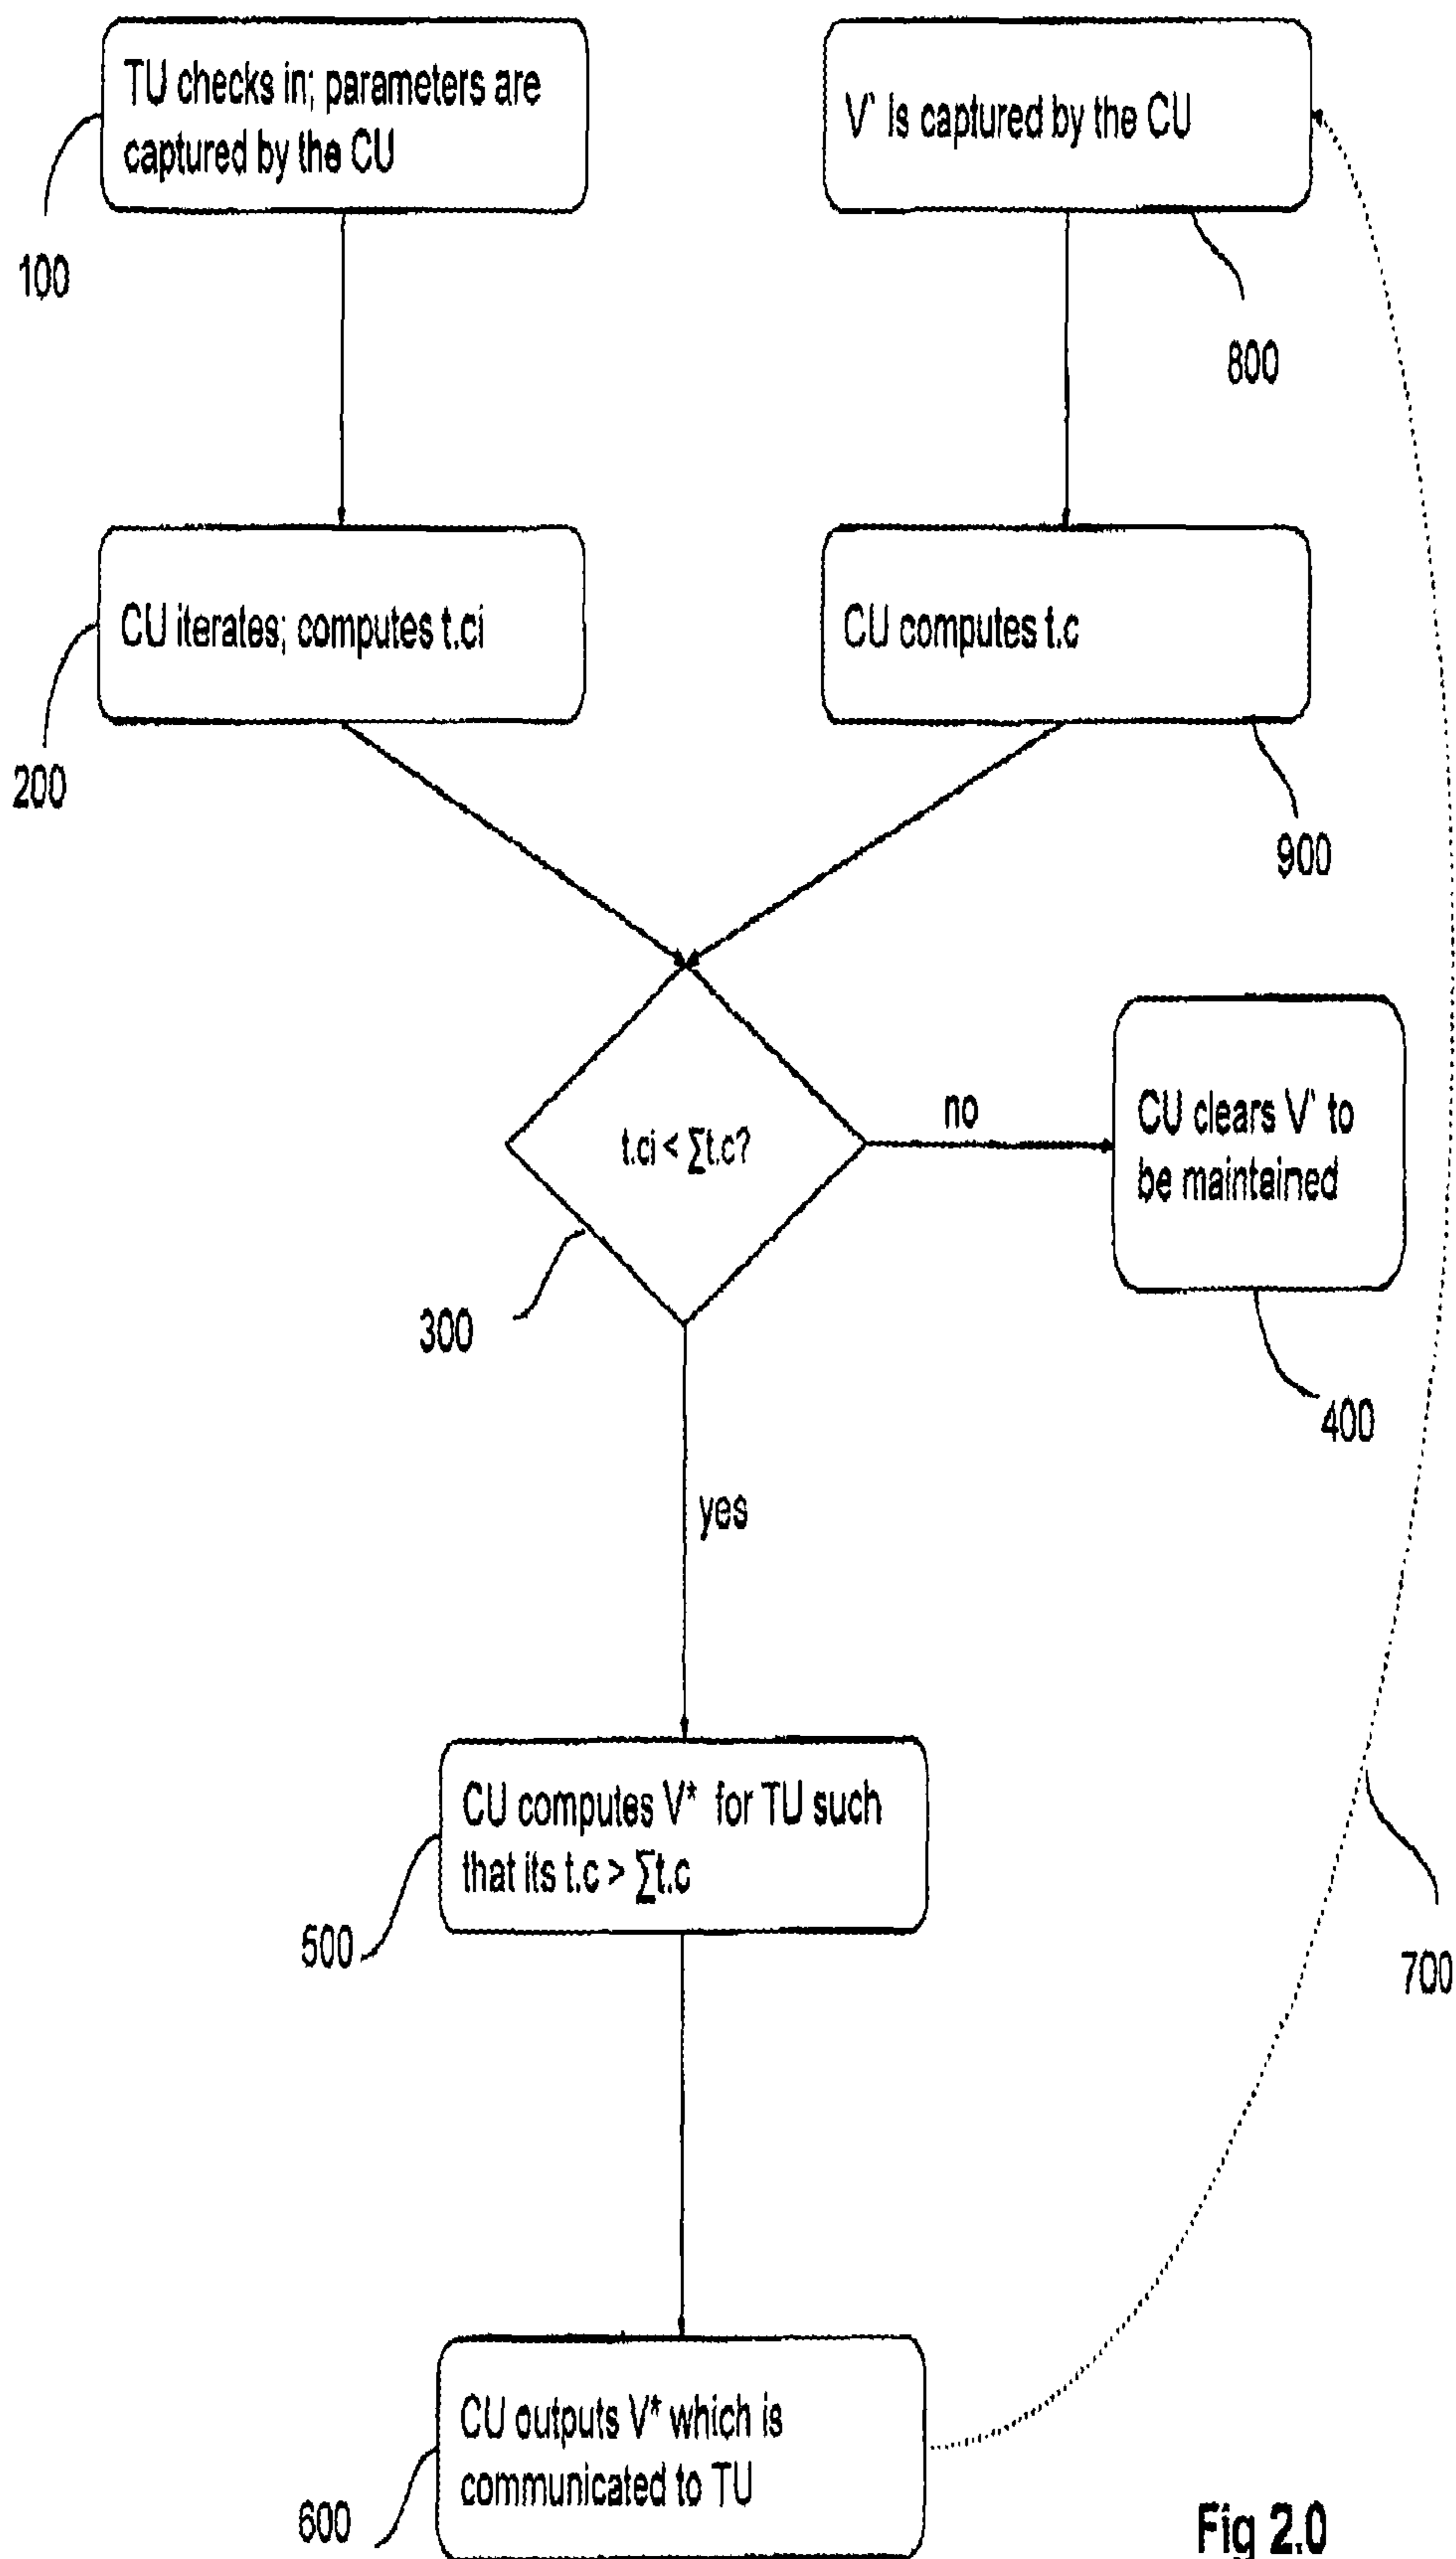 TU checks in; parameters are
captured by the CU
100
V` is captured by the CU
800
CU iterates; computes t.ci
200
CU computes t.c
900
t.ci < ∑t.c?
300
no
CU clears V` to
be maintained
400
yes
CU computes V* for TU such
that its t.c > ∑t.c
500
700
CU outputs V* which is
communicated to TU
600
Fig 2.0